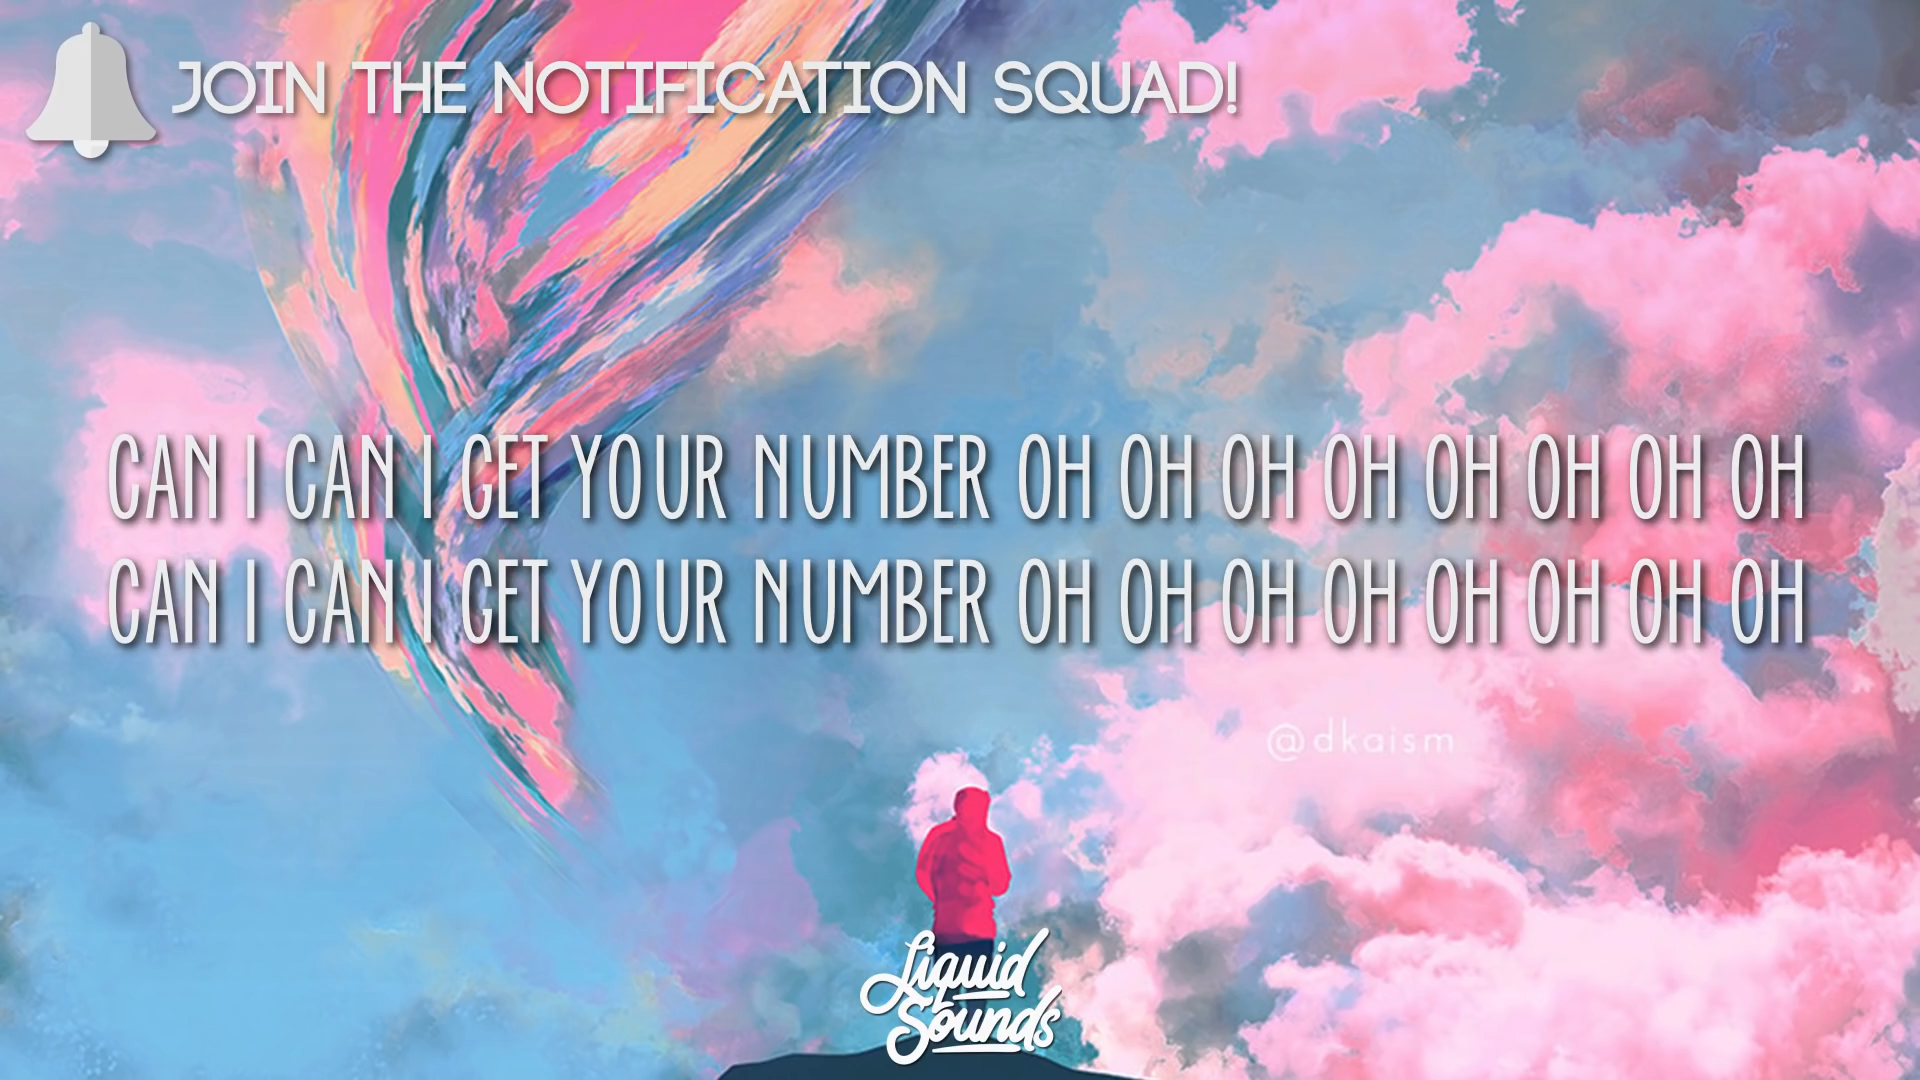 JOIN THE NOTIFICATION SQUAD!
CAN I CAN I GET YOUR NUMBER OH OH OH OH OH OH OH OH
CAN I CAN I GET YOUR NUMBER OH OH OH OH OH OH OH OH
@dkaism
Liquid
Sounds